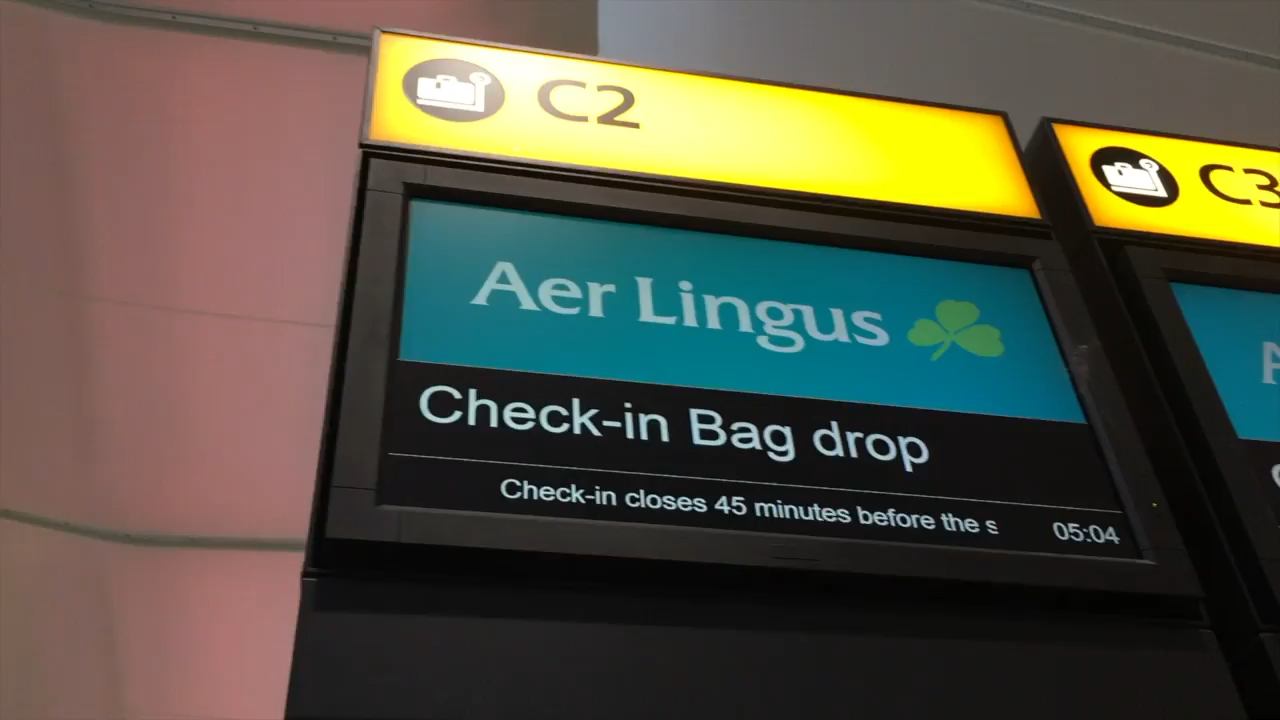 C2
C3
Aer Lingus
Check-in Bag drop
Check-in closes 45 minutes before the s
05:04
A